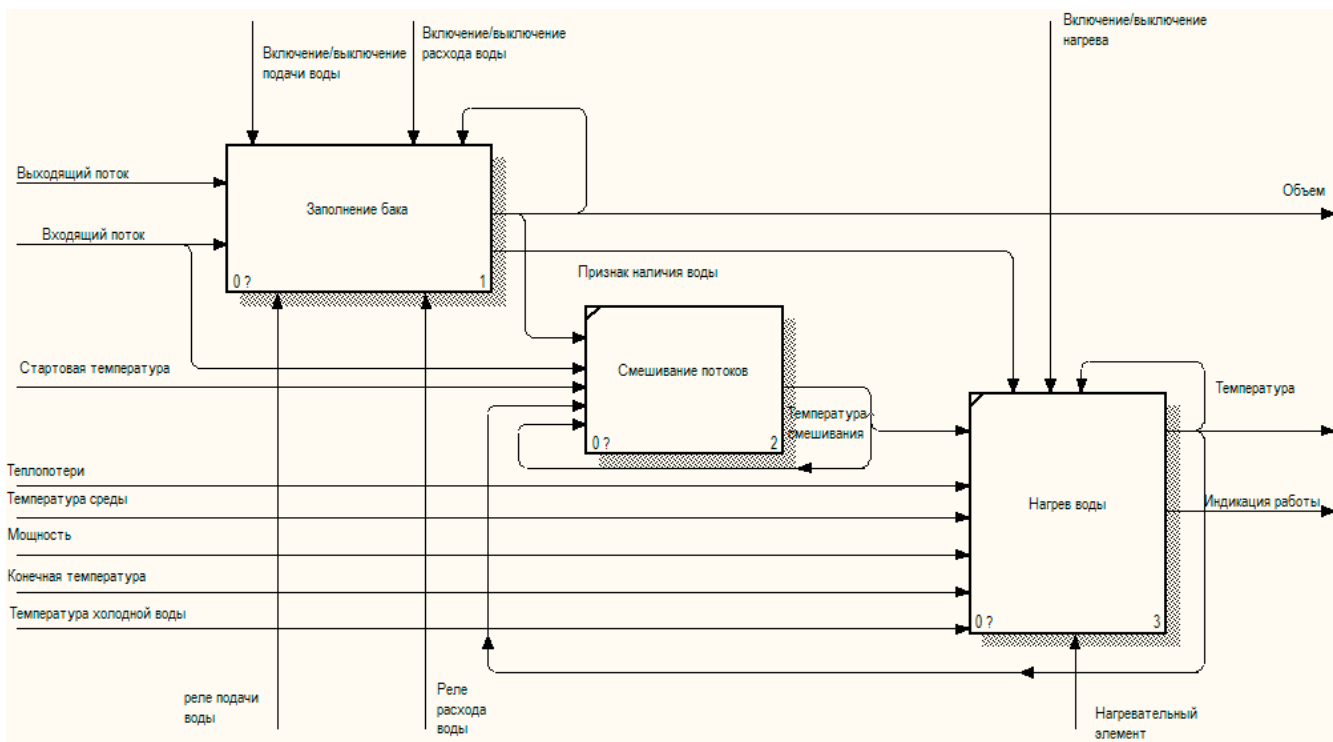 Включение/выключение
подачи воды
Включение/выключение
расхода воды
Включение/выключение
нагрева
Выходящий поток
Входящий поток
Заполнение бака
0 ?
1
Объем
Признак наличия воды
Стартовая температура
Смешивание потоков
0 ?
2
Температура
смешивания
Температура
Теплопотери
Температура среды
Мощность
Конечная температура
Температура холодной воды
Нагрев воды
0 ?
3
Индикация работы
реле подачи
воды
Реле
расхода
воды
Нагревательный
элемент